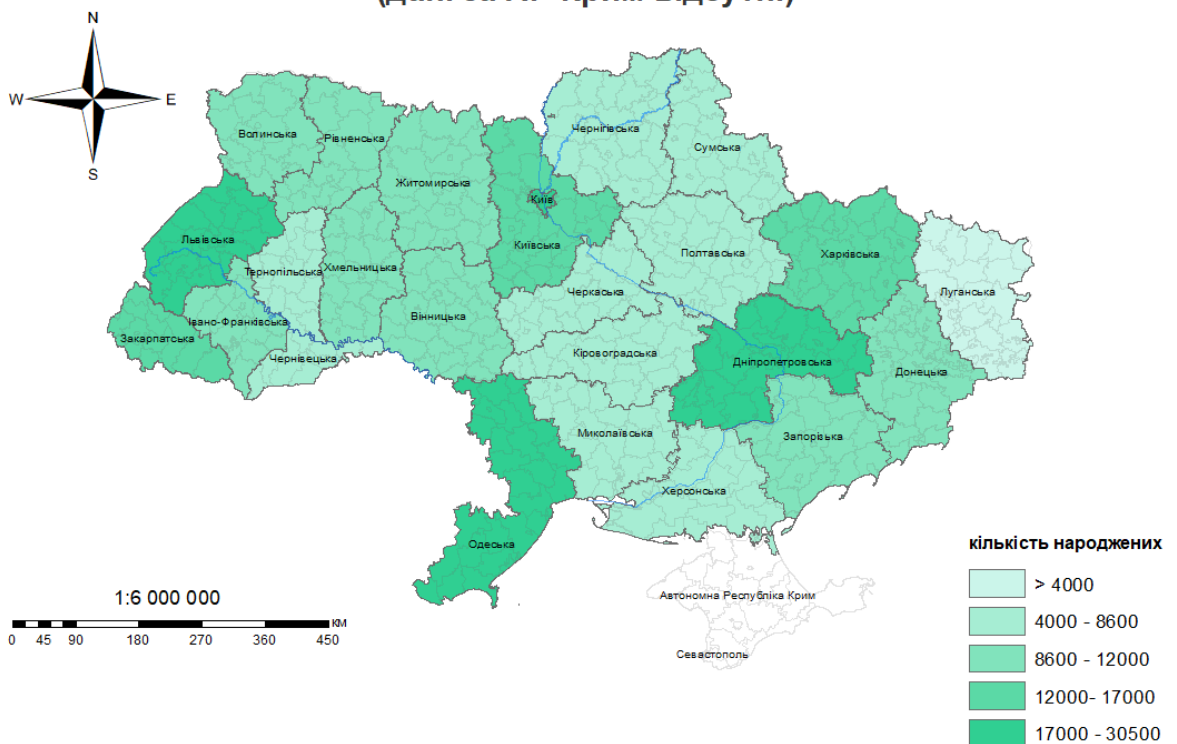 N
W
E
S
Волинська
Рівненська
Житомирська
Чернігівська
Сумська
Київ
Київська
Львівська
Тернопільська
Хмельницька
Вінницька
Черкаська
Полтавська
Харківська
Луганська
Івано-Франківська
Закарпатська
Чернівецька
Кіровоградська
Дніпропетровська
Донецька
Миколаївська
Запорізька
Херсонська
Одеська
Автономна Республіка Крим
Севастополь
1:6 000 000
КМ
0 45 90 180 270 360 450
кількість народжених
> 4000
4000 - 8600
8600 - 12000
12000- 17000
17000 - 30500